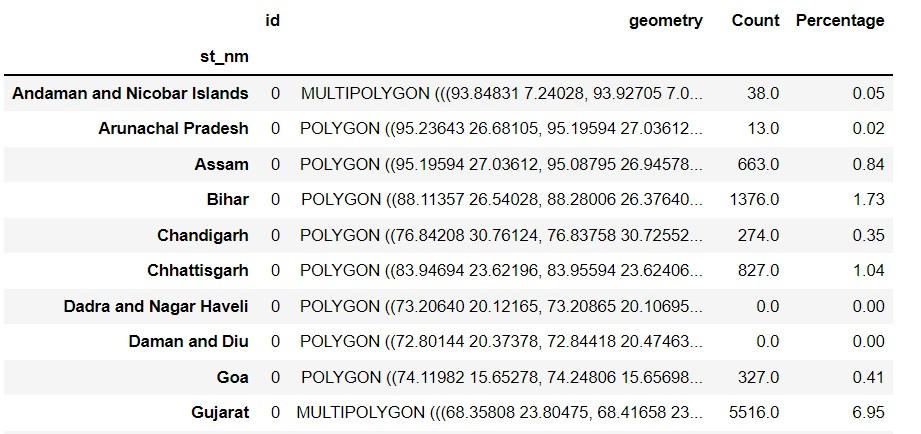 id geometry Count Percentage
st_nm
Andaman and Nicobar Islands 0 MULTIPOLYGON (((93.84831 7.24028, 93.92705 7.0... 38.0 0.05
Arunachal Pradesh 0 POLYGON ((95.23643 26.68105, 95.19594 27.03612... 13.0 0.02
Assam 0 POLYGON ((95.19594 27.03612, 95.08795 26.94578... 663.0 0.84
Bihar 0 POLYGON ((88.11357 26.54028, 88.28006 26.37640... 1376.0 1.73
Chandigarh 0 POLYGON ((76.84208 30.76124, 76.83758 30.72552... 274.0 0.35
Chhattisgarh 0 POLYGON ((83.94694 23.62196, 83.95594 23.62406... 827.0 1.04
Dadra and Nagar Haveli 0 POLYGON ((73.20640 20.12165, 73.20865 20.10695... 0.0 0.00
Daman and Diu 0 POLYGON ((72.80144 20.37378, 72.84418 20.47463... 0.0 0.00
Goa 0 POLYGON ((74.11982 15.65278, 74.24806 15.65698... 327.0 0.41
Gujarat 0 MULTIPOLYGON (((68.35808 23.80475, 68.41658 23... 5516.0 6.95